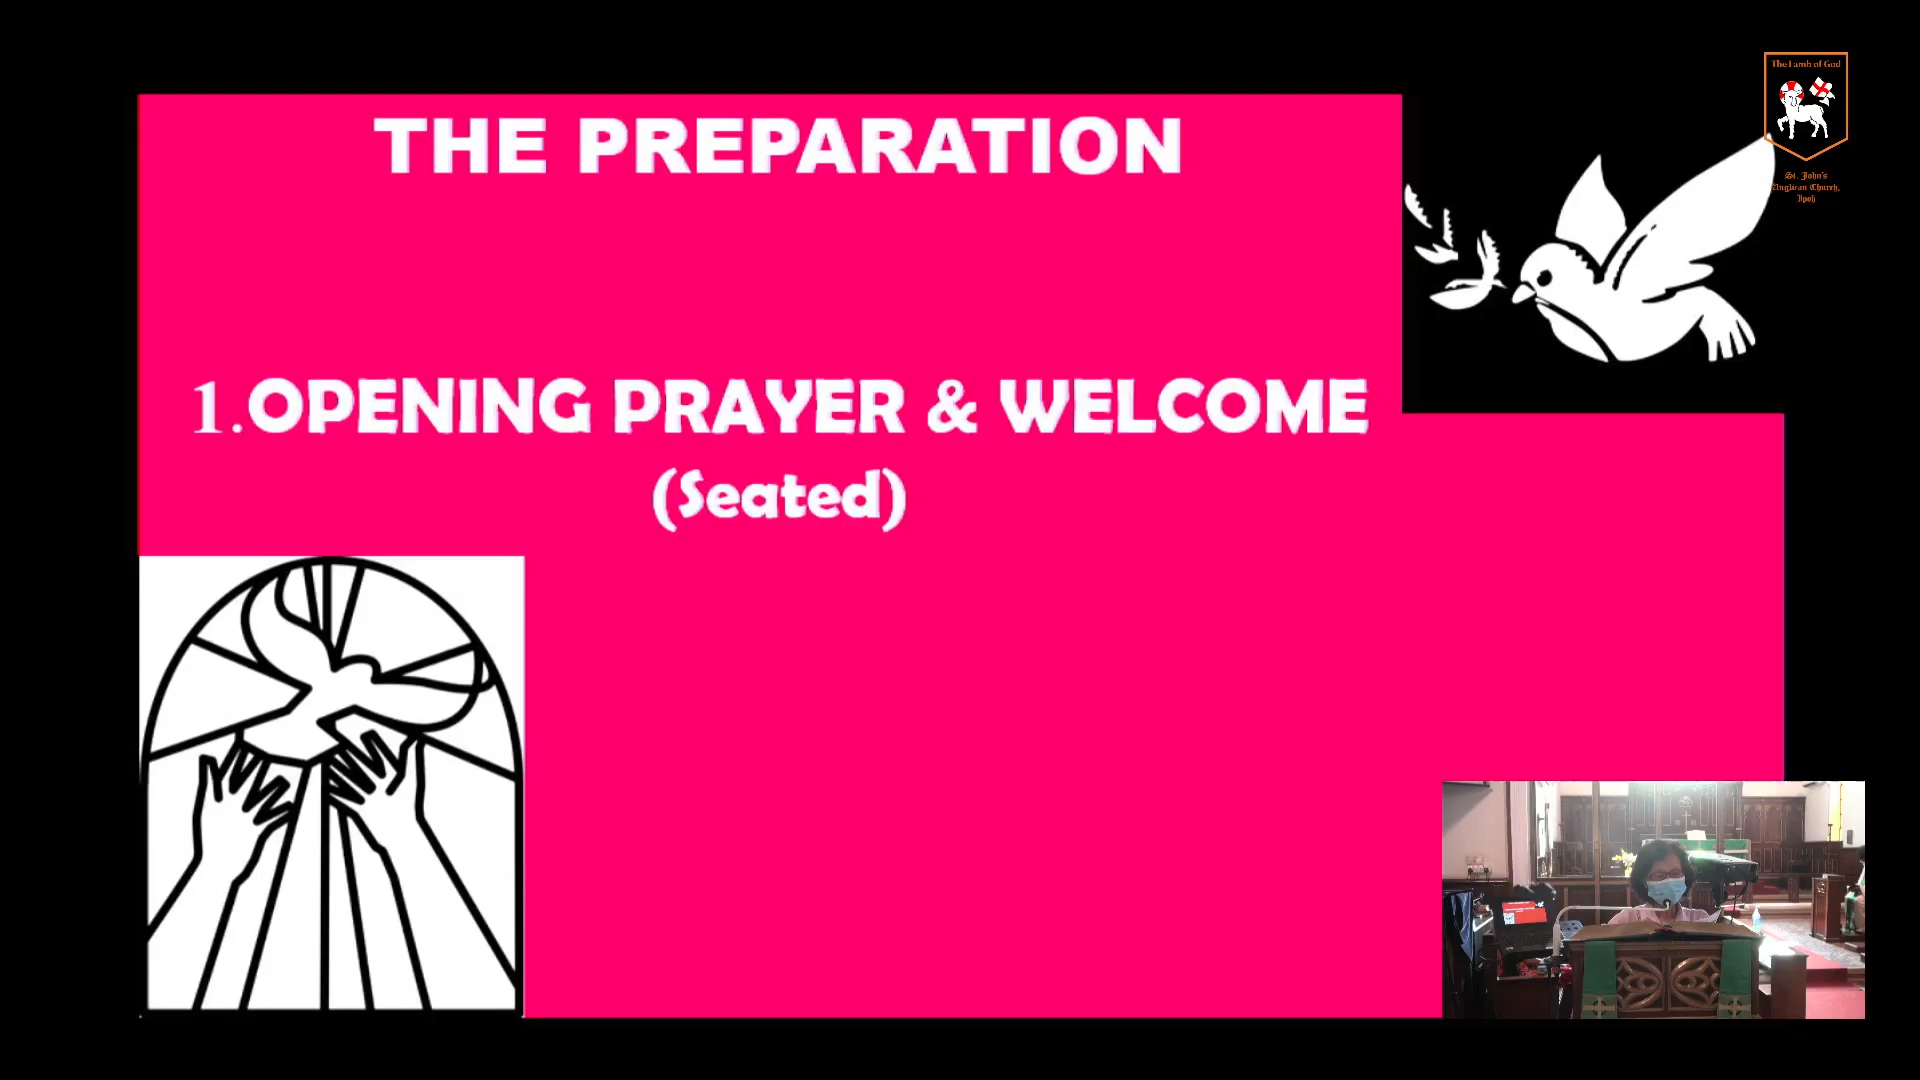 THE PREPARATION
1.OPENING PRAYER & WELCOME
(Seated)
The Lamb of God
St. John's
Anglican Church,
Ipoh